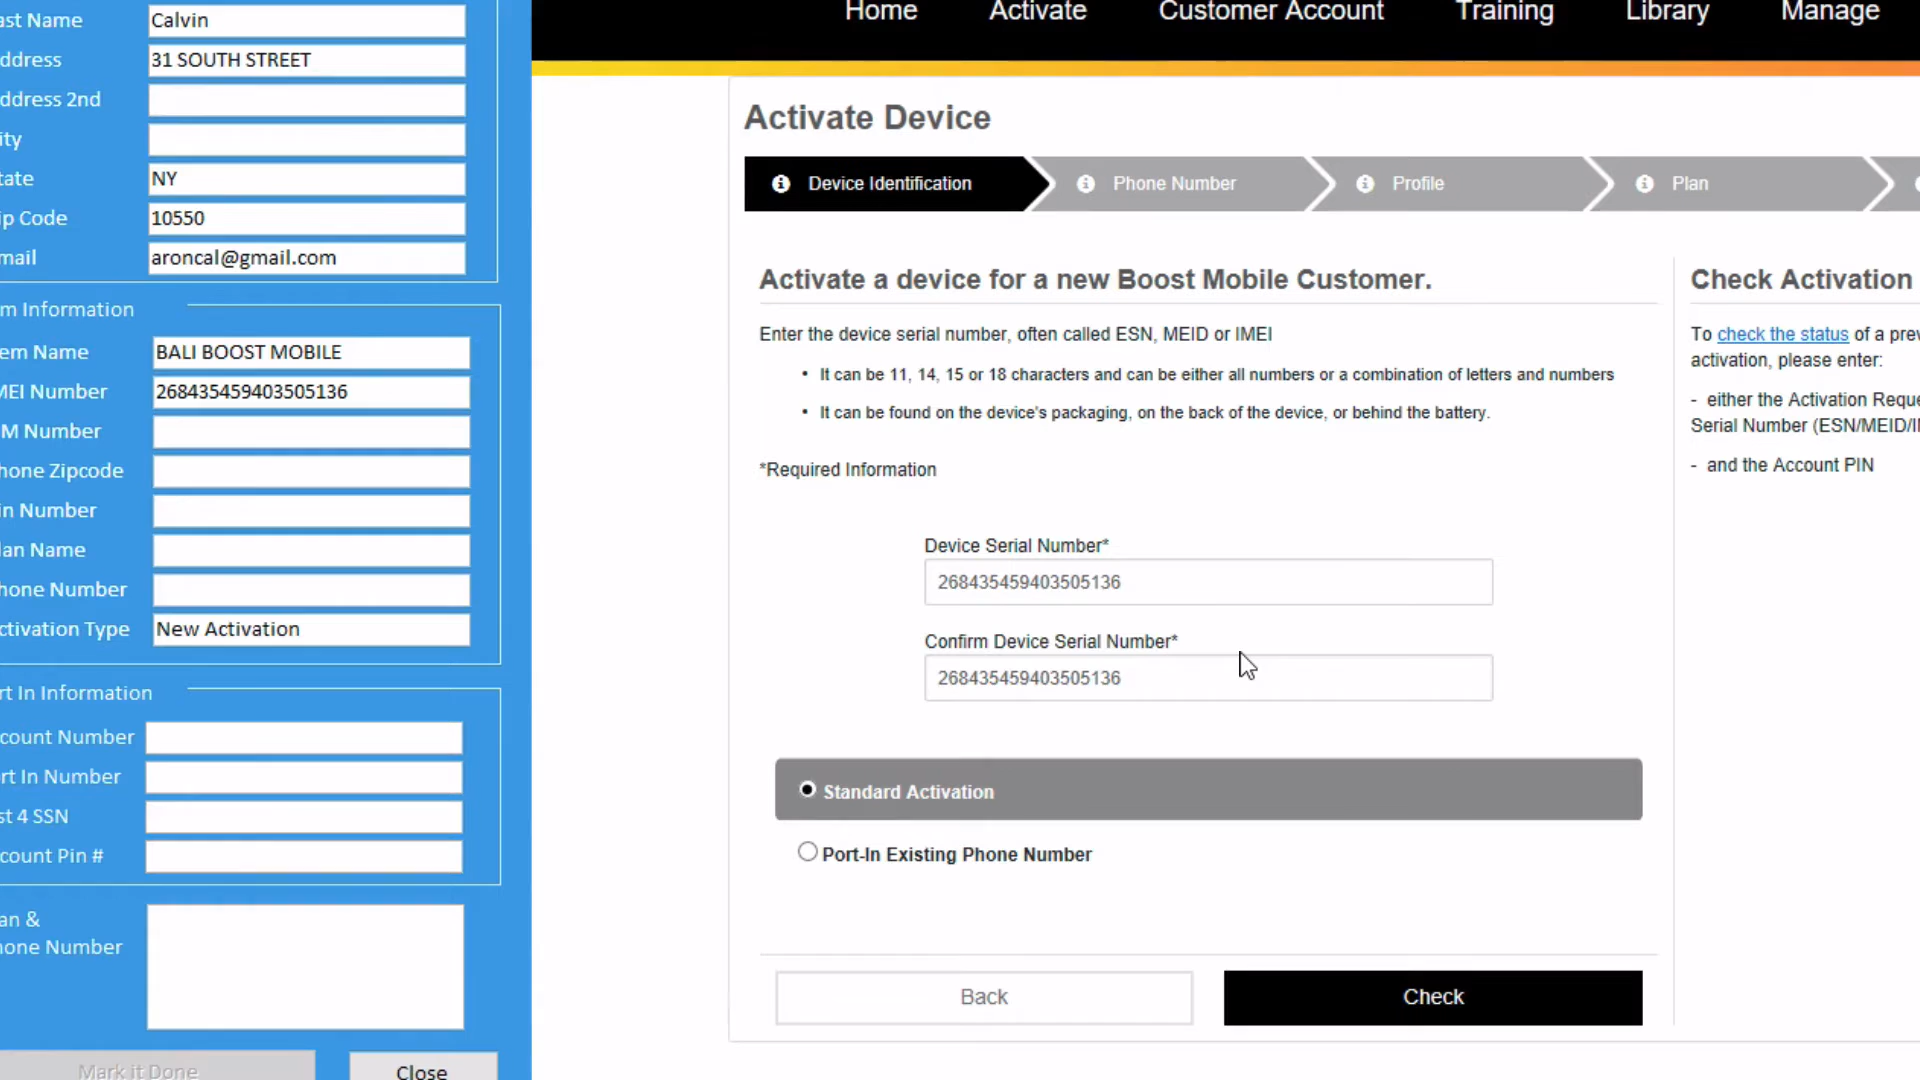 ast Name Calvin
ddress 31 SOUTH STREET
ddress 2nd
ity
tate NY
ip Code 10550
mail aroncal@gmail.com
m Information
em Name BALI BOOST MOBILE
MEI Number 268435459403505136
M Number
hone Zipcode
in Number
lan Name
hone Number
ctivation Type New Activation
rt In Information
count Number
rt In Number
st 4 SSN
count Pin #
an &
hone Number
Mark it Done Close
Home Activate Customer Account Training Library Manage
Activate Device
Device Identification Phone Number Profile Plan
Activate a device for a new Boost Mobile Customer.
Enter the device serial number, often called ESN, MEID or IMEI
• It can be 11, 14, 15 or 18 characters and can be either all numbers or a combination of letters and numbers
• It can be found on the device's packaging, on the back of the device, or behind the battery.
*Required Information
Device Serial Number*
268435459403505136
Confirm Device Serial Number*
268435459403505136
Standard Activation
Port-In Existing Phone Number
Back Check
Check Activation
To check the status of a prev
activation, please enter:
- either the Activation Reque
Serial Number (ESN/MEID/I
- and the Account PIN